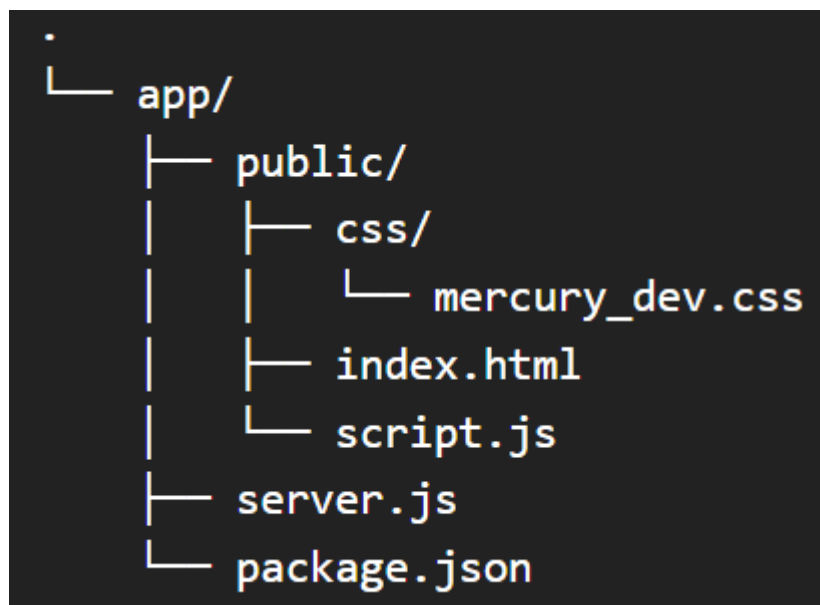 .
└── app/
    ├── public/
    │   ├── css/
    │   │   └── mercury_dev.css
    │   ├── index.html
    │   └── script.js
    ├── server.js
    └── package.json